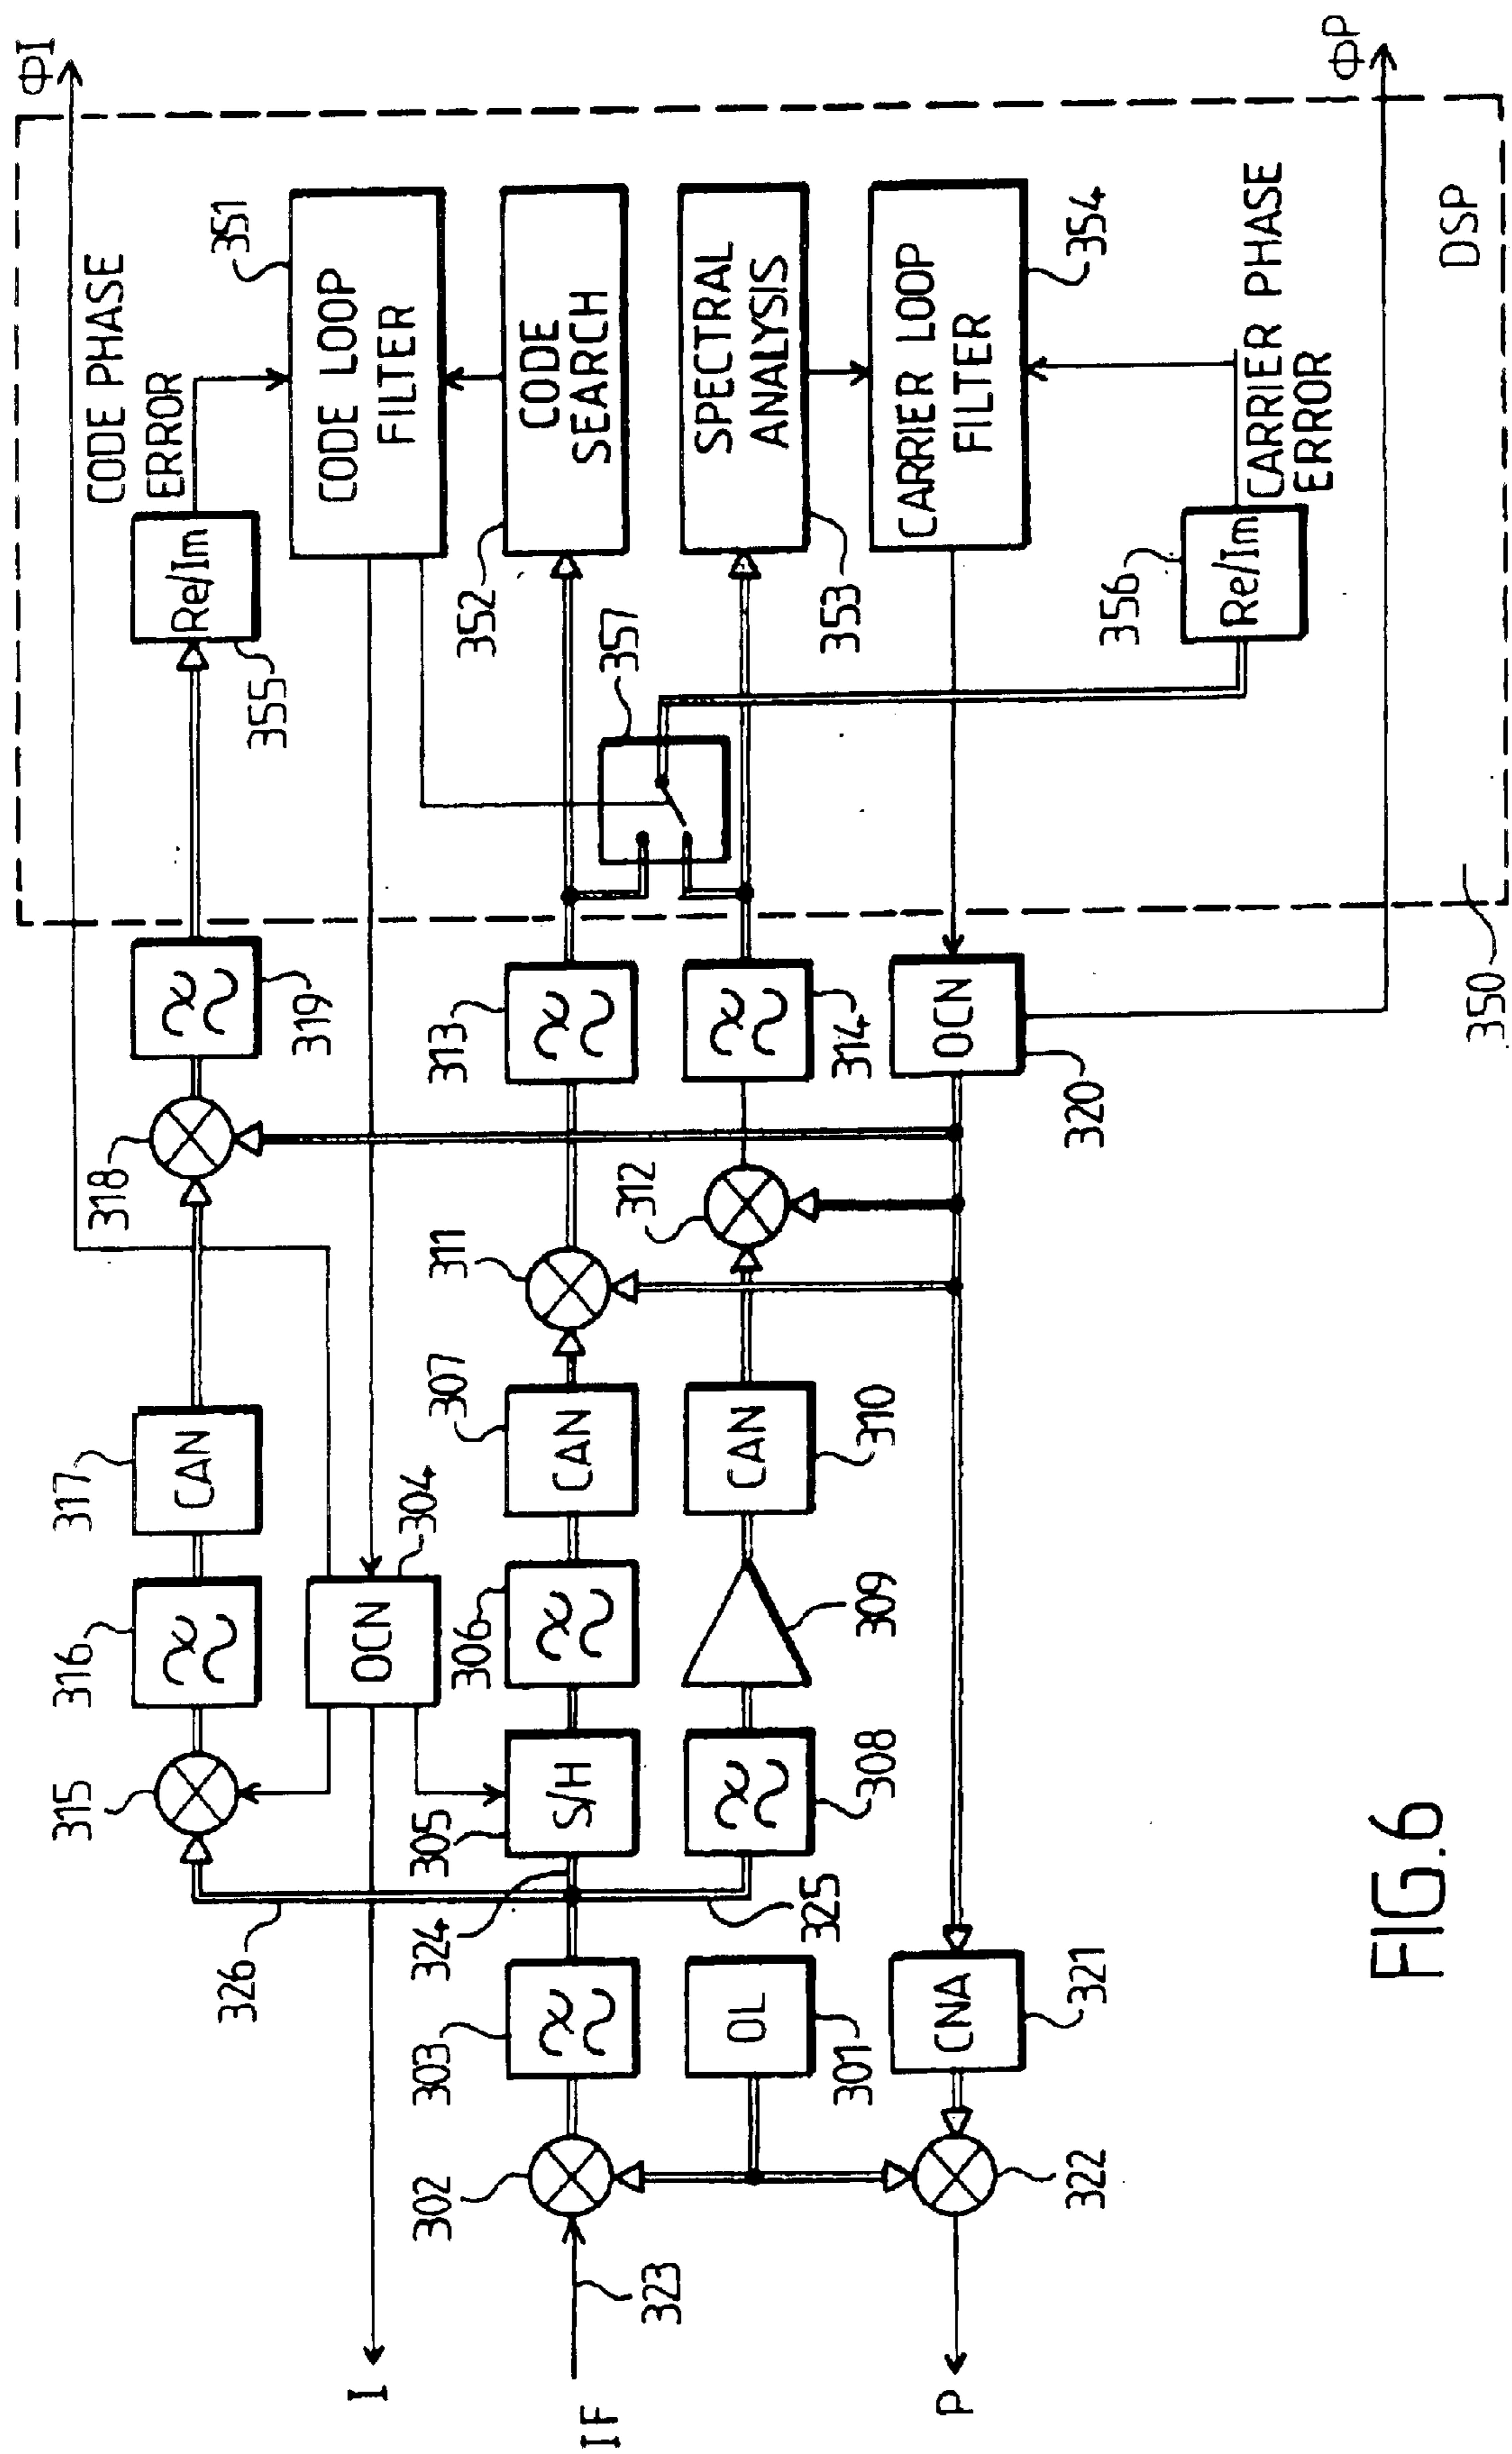 ΦI
CODE PHASE
ERROR
Re/Im
355
351
CODE LOOP
FILTER
352
CODE
SEARCH
357
SPECTRAL
ANALYSIS
353
CARRIER LOOP
FILTER
354
356
Re/Im
CARRIER PHASE
ERROR
DSP
ΦP
350
319
318
317
CAN
316
315
326
OCN
304
I
313
311
307
CAN
306
305
S/H
324
303
302
IF
323
314
312
310
CAN
309
308
325
OL
301
OCN
320
CNA
321
322
P
FIG.6